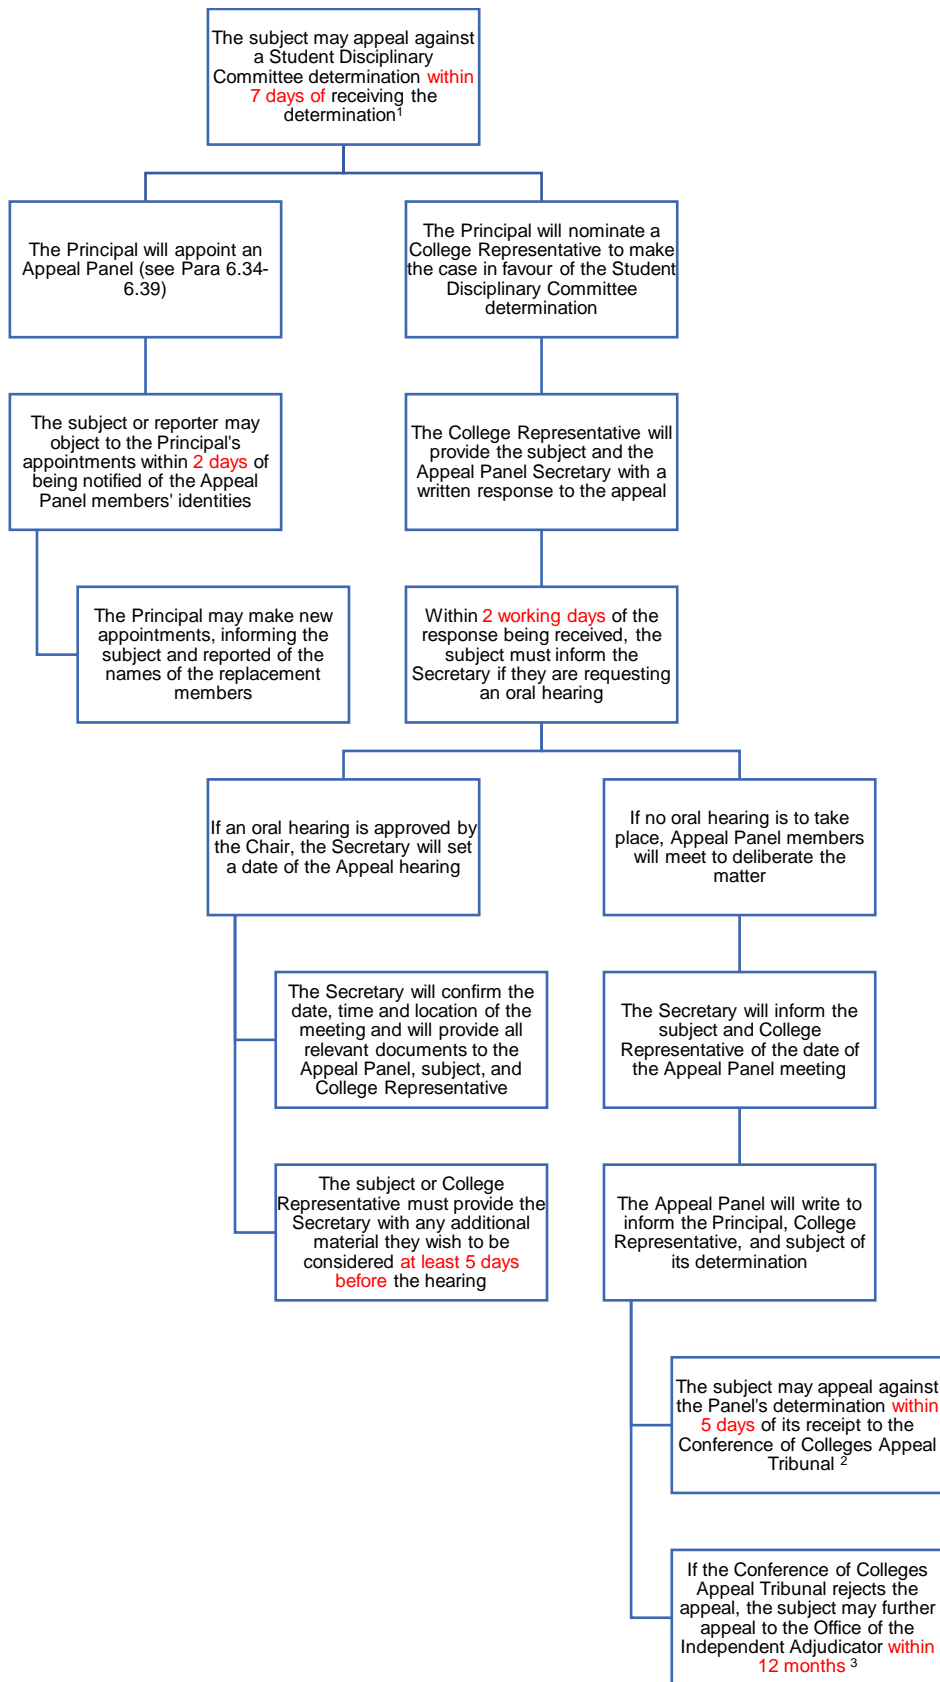 The subject may appeal against
a Student Disciplinary
Committee determination within
7 days of receiving the
determination¹
The Principal will appoint an
Appeal Panel (see Para 6.34-
6.39)
The Principal will nominate a
College Representative to make
the case in favour of the Student
Disciplinary Committee
determination
The subject or reporter may
object to the Principal's
appointments within 2 days of
being notified of the Appeal
Panel members' identities
The College Representative will
provide the subject and the
Appeal Panel Secretary with a
written response to the appeal
The Principal may make new
appointments, informing the
subject and reported of the
names of the replacement
members
Within 2 working days of the
response being received, the
subject must inform the
Secretary if they are requesting
an oral hearing
If an oral hearing is approved by
the Chair, the Secretary will set
a date of the Appeal hearing
If no oral hearing is to take
place, Appeal Panel members
will meet to deliberate the
matter
The Secretary will confirm the
date, time and location of the
meeting and will provide all
relevant documents to the
Appeal Panel, subject, and
College Representative
The Secretary will inform the
subject and College
Representative of the date of
the Appeal Panel meeting
The subject or College
Representative must provide the
Secretary with any additional
material they wish to be
considered at least 5 days
before the hearing
The Appeal Panel will write to
inform the Principal, College
Representative, and subject of
its determination
The subject may appeal against
the Panel's determination within
5 days of its receipt to the
Conference of Colleges Appeal
Tribunal ²
If the Conference of Colleges
Appeal Tribunal rejects the
appeal, the subject may further
appeal to the Office of the
Independent Adjudicator within
12 months ³